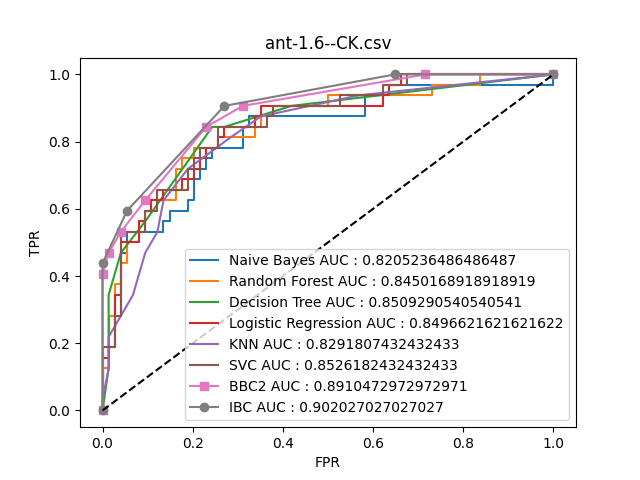 ant-1.6--CK.csv
1.0
0.8
0.6
0.4
0.2
0.0
TPR
Naive Bayes AUC : 0.8205236486486487
Random Forest AUC : 0.8450168918918919
Decision Tree AUC : 0.8509290540540541
Logistic Regression AUC : 0.8496621621621622
KNN AUC : 0.8291807432432433
SVC AUC : 0.8526182432432433
BBC2 AUC : 0.8910472972972971
IBC AUC : 0.902027027027027
0.0 0.2 0.4 0.6 0.8 1.0
FPR